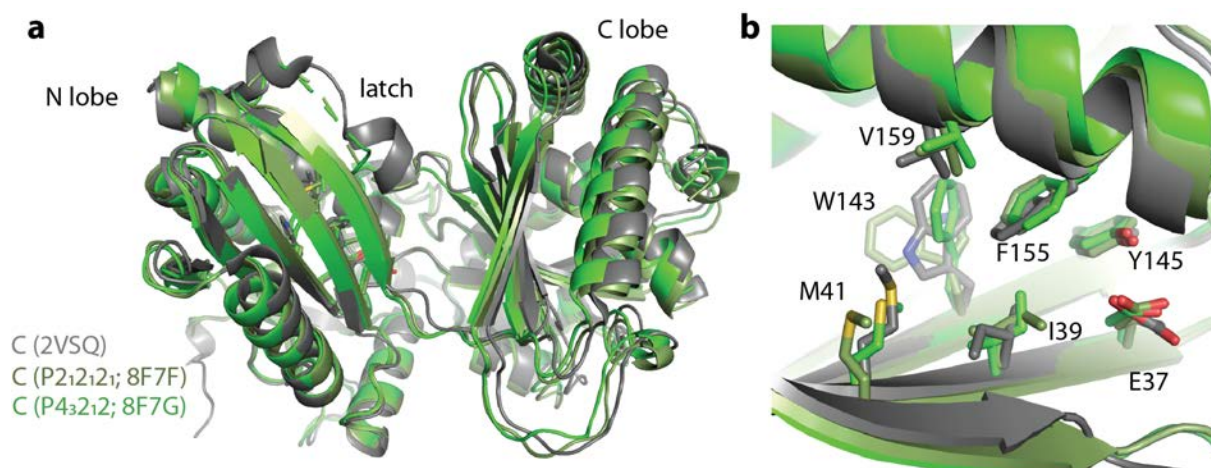 a
C lobe
N lobe
latch
C (2VSQ)
C (P2₁2₁2₁; 8F7F)
C (P4₃2₁2; 8F7G)
b
V159
W143
F155
Y145
M41
I39
E37